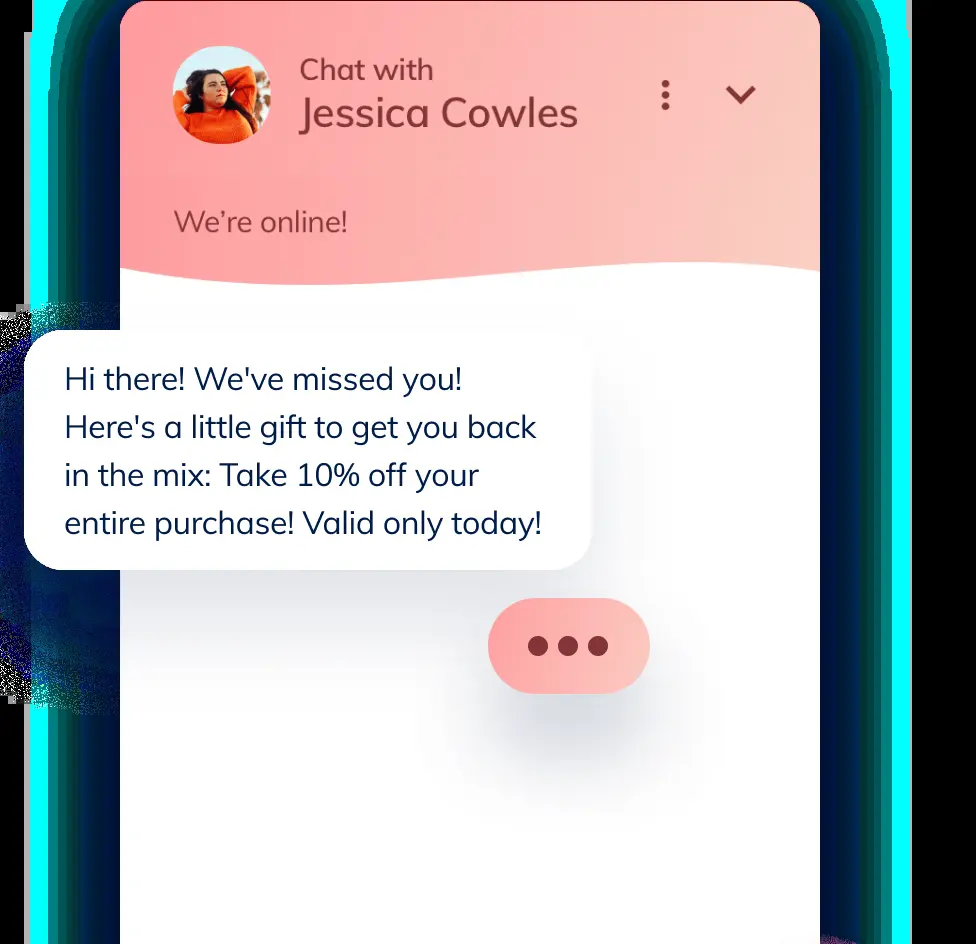 Chat with
Jessica Cowles
We’re online!
Hi there! We've missed you!
Here's a little gift to get you back
in the mix: Take 10% off your
entire purchase! Valid only today!